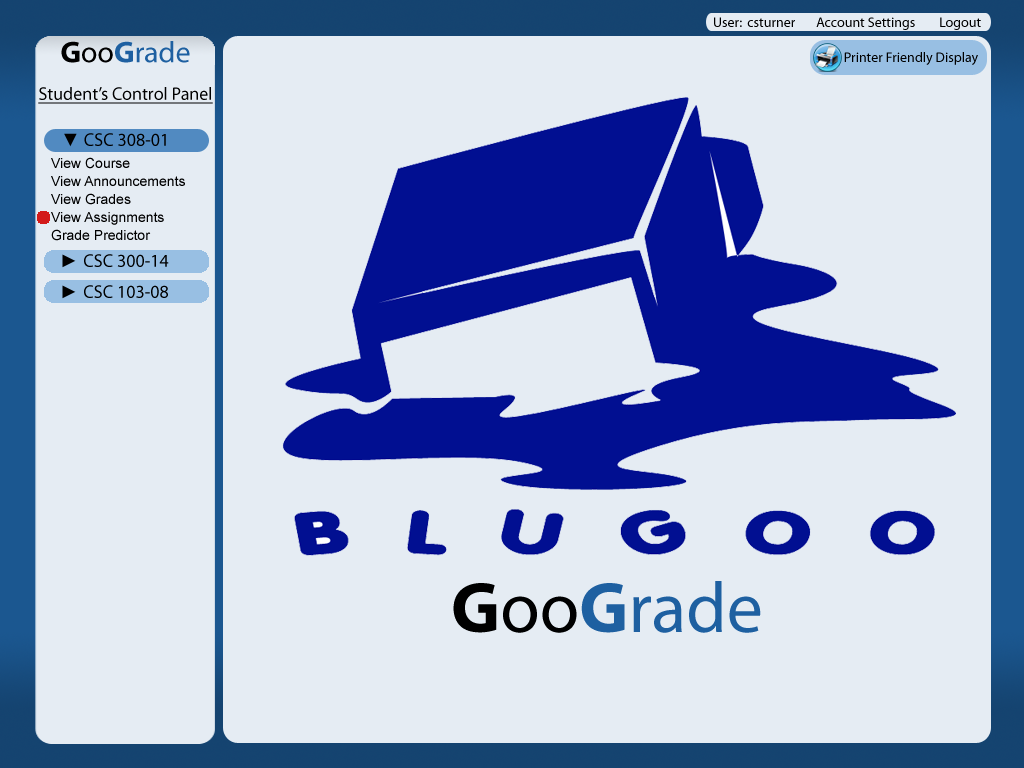 User: csturner Account Settings Logout
GooGrade
Printer Friendly Display
Student's Control Panel
▼ CSC 308-01
View Course
View Announcements
View Grades
View Assignments
Grade Predictor
► CSC 300-14
► CSC 103-08
BLUGOO
GooGrade